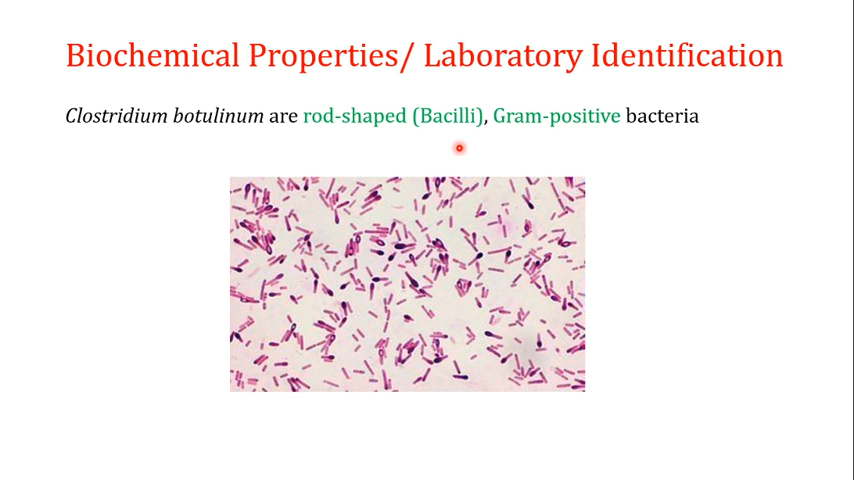 Biochemical Properties/ Laboratory Identification
Clostridium botulinum are rod-shaped (Bacilli), Gram-positive bacteria